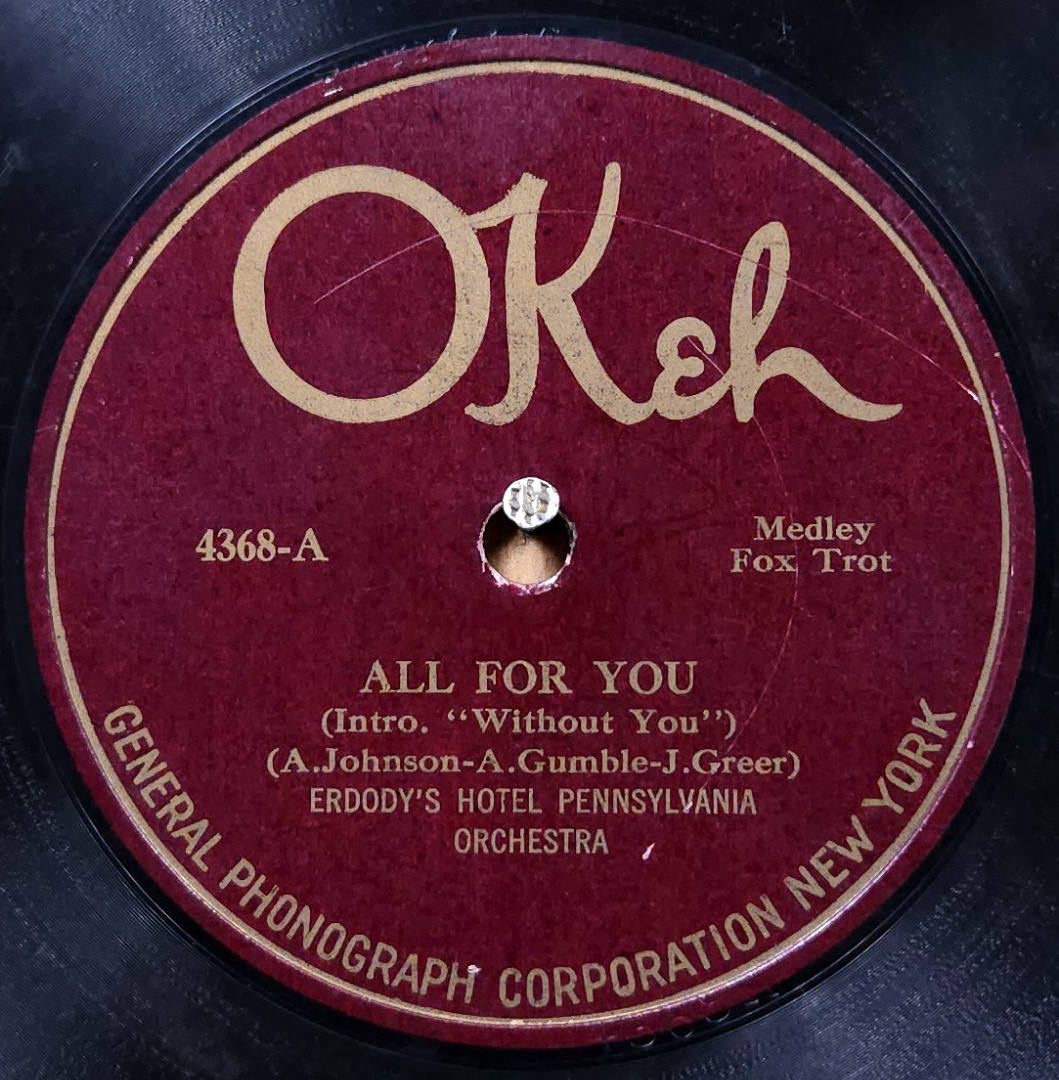 OKeh
4368-A
Medley
Fox Trot
ALL FOR YOU
(Intro. “Without You”)
(A.Johnson-A.Gumble-J.Greer)
ERDODY'S HOTEL PENNSYLVANIA
ORCHESTRA
GENERAL PHONOGRAPH CORPORATION NEW YORK